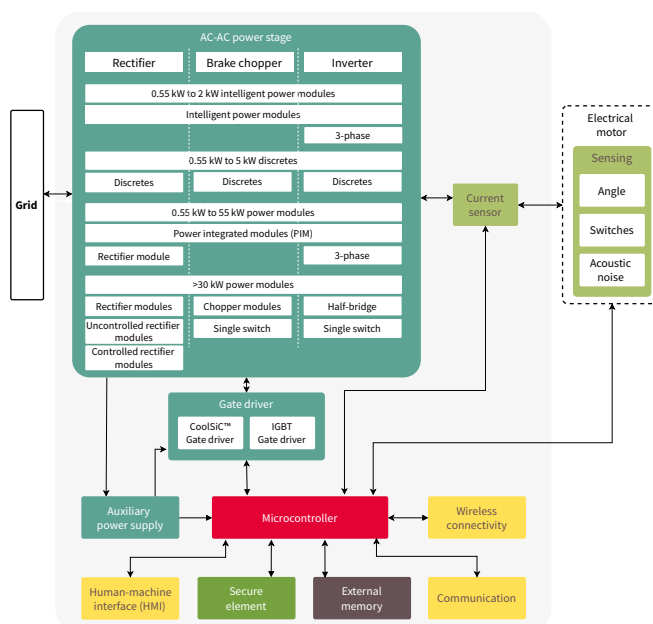 AC-AC power stage
Rectifier
Brake chopper
Inverter
0.55 kW to 2 kW intelligent power modules
Intelligent power modules
3-phase
0.55 kW to 5 kW discretes
Discretes
Discretes
Discretes
0.55 kW to 55 kW power modules
Power integrated modules (PIM)
Rectifier module
3-phase
>30 kW power modules
Rectifier modules
Chopper modules
Half-bridge
Uncontrolled rectifier
modules
Single switch
Single switch
Controlled rectifier
modules
Grid
Current
sensor
Electrical
motor
Sensing
Angle
Switches
Acoustic
noise
Gate driver
CoolSiC™
Gate driver
IGBT
Gate driver
Auxiliary
power supply
Microcontroller
Wireless
connectivity
Human-machine
interface (HMI)
Secure
element
External
memory
Communication